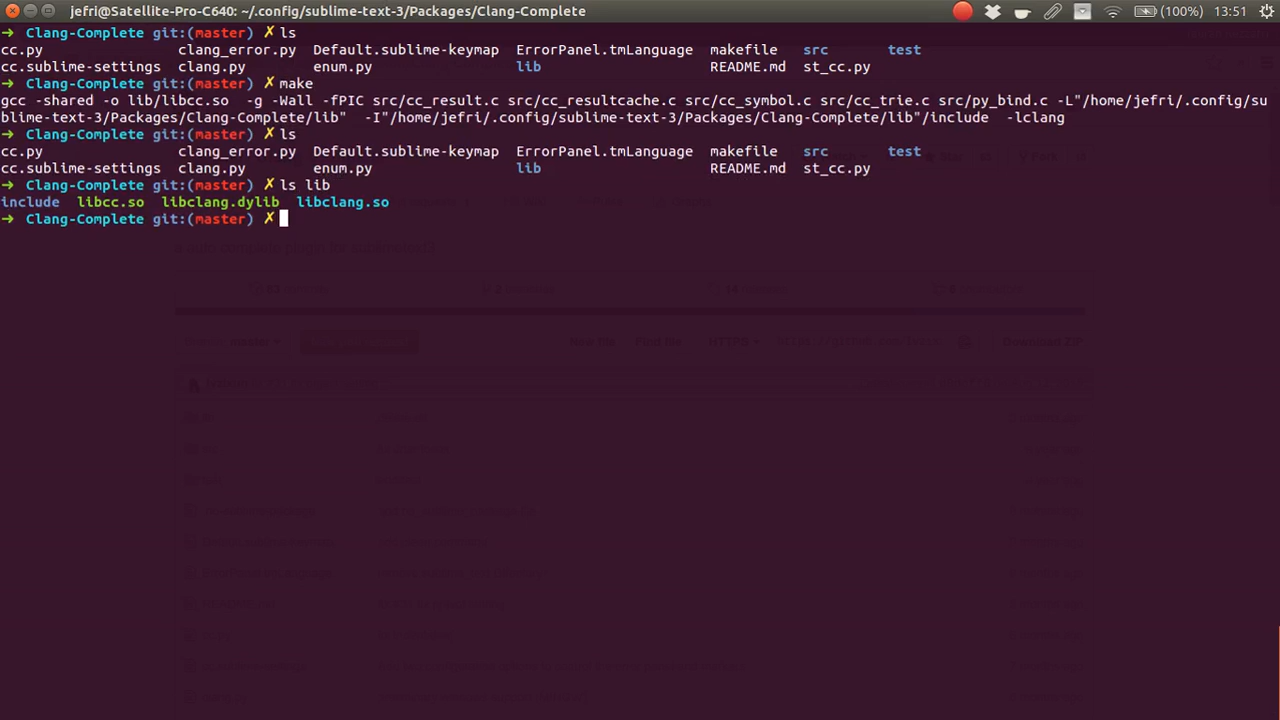 jefri@Satellite-Pro-C640: ~/.config/sublime-text-3/Packages/Clang-Complete (100%) 13:51
➜ Clang-Complete git:(master) ✗ ls
cc.py clang_error.py Default.sublime-keymap ErrorPanel.tmLanguage makefile src test
cc.sublime-settings clang.py enum.py lib README.md st_cc.py
➜ Clang-Complete git:(master) ✗ make
gcc -shared -o lib/libcc.so -g -Wall -fPIC src/cc_result.c src/cc_resultcache.c src/cc_symbol.c src/cc_trie.c src/py_bind.c -L"/home/jefri/.config/su
blime-text-3/Packages/Clang-Complete/lib" -I"/home/jefri/.config/sublime-text-3/Packages/Clang-Complete/lib"/include -lclang
➜ Clang-Complete git:(master) ✗ ls
cc.py clang_error.py Default.sublime-keymap ErrorPanel.tmLanguage makefile src test
cc.sublime-settings clang.py enum.py lib README.md st_cc.py
➜ Clang-Complete git:(master) ✗ ls lib
include libcc.so libclang.dylib libclang.so
➜ Clang-Complete git:(master) ✗